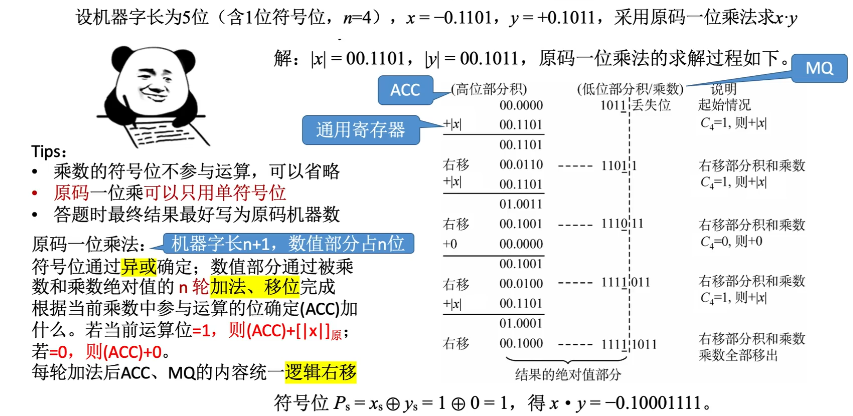 设机器字长为5位（含1位符号位，n=4），x = −0.1101，y = +0.1011，采用原码一位乘法求x·y
解：|x| = 00.1101，|y| = 00.1011，原码一位乘法的求解过程如下。
MQ
ACC
(高位部分积) (低位部分积/乘数) 说明
00.0000 1011 丢失位 起始情况
通用寄存器
+|x| 00.1101 C₄=1, 则+|x|
00.1101
右移 00.0110 ----- 1101 1 右移部分积和乘数
+|x| 00.1101 C₄=1, 则+|x|
01.0011
右移 00.1001 ----- 1110 11 右移部分积和乘数
+0 00.0000 C₄=0, 则+0
00.1001
右移 00.0100 ----- 1111 011 右移部分积和乘数
+|x| 00.1101 C₄=1, 则+|x|
01.0001
右移 00.1000 ----- 1111 1011 右移部分积和乘数
乘数全部移出
结果的绝对值部分
Tips：
• 乘数的符号位不参与运算，可以省略
• 原码一位乘可以只用单符号位
• 答题时最终结果最好写为原码机器数
原码一位乘法：
机器字长n+1，数值部分占n位
符号位通过异或确定；数值部分通过被乘
数和乘数绝对值的 n 轮加法、移位完成
根据当前乘数中参与运算的位确定(ACC)加
什么。若当前运算位=1，则(ACC)+[|x|]原；
若=0，则(ACC)+0。
每轮加法后ACC、MQ的内容统一逻辑右移
符号位 Pₛ = xₛ ⊕ yₛ = 1 ⊕ 0 = 1，得 x·y = −0.10001111。